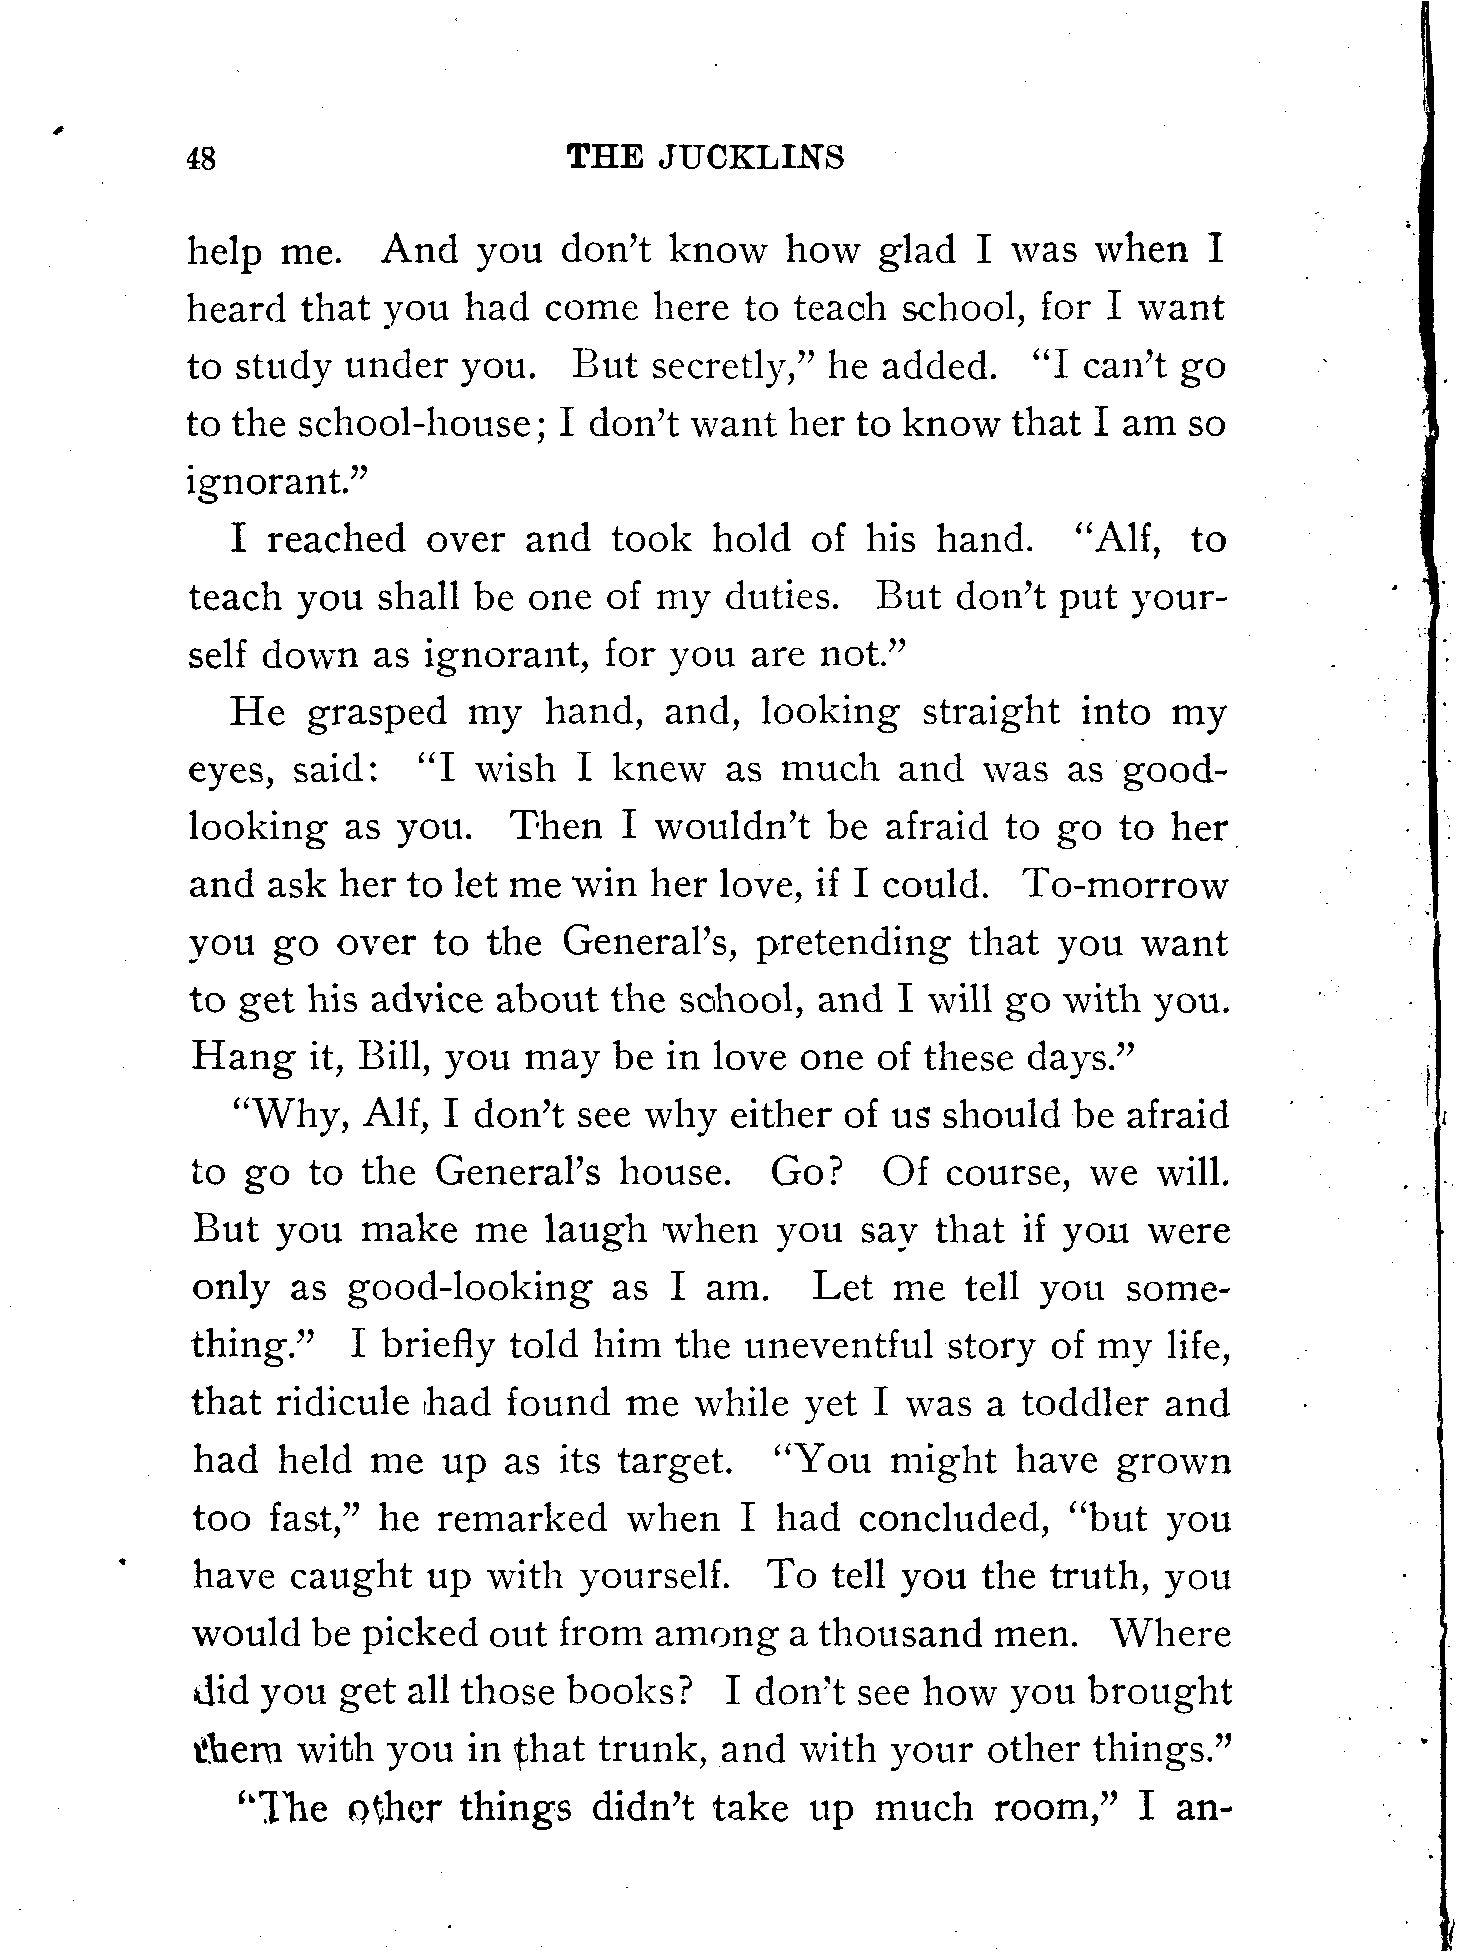 48 THE JUCKLINS
help me. And you don't know how glad I was when I
heard that you had come here to teach school, for I want
to study under you. But secretly,” he added. “I can't go
to the school-house; I don't want her to know that I am so
ignorant.”
I reached over and took hold of his hand. “Alf, to
teach you shall be one of my duties. But don't put your-
self down as ignorant, for you are not.”
He grasped my hand, and, looking straight into my
eyes, said: “I wish I knew as much and was as good-
looking as you. Then I wouldn't be afraid to go to her
and ask her to let me win her love, if I could. To-morrow
you go over to the General's, pretending that you want
to get his advice about the school, and I will go with you.
Hang it, Bill, you may be in love one of these days.”
“Why, Alf, I don't see why either of us should be afraid
to go to the General's house. Go? Of course, we will.
But you make me laugh when you say that if you were
only as good-looking as I am. Let me tell you some-
thing.” I briefly told him the uneventful story of my life,
that ridicule had found me while yet I was a toddler and
had held me up as its target. “You might have grown
too fast,” he remarked when I had concluded, “but you
have caught up with yourself. To tell you the truth, you
would be picked out from among a thousand men. Where
did you get all those books? I don't see how you brought
them with you in that trunk, and with your other things.”
“The other things didn't take up much room,” I an-